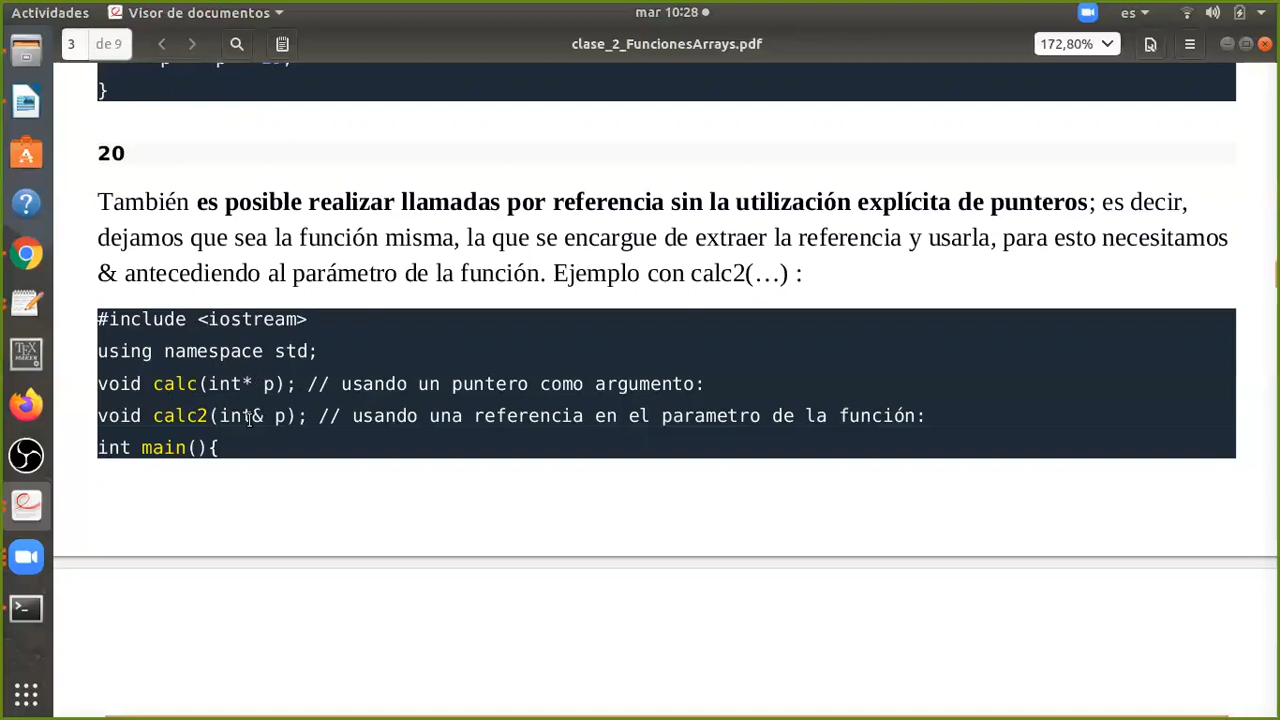 Actividades
Visor de documentos
mar 10:28
es
3
de 9
clase_2_FuncionesArrays.pdf
172,80%
}
20
También es posible realizar llamadas por referencia sin la utilización explícita de punteros; es decir,
dejamos que sea la función misma, la que se encargue de extraer la referencia y usarla, para esto necesitamos
& antecediendo al parámetro de la función. Ejemplo con calc2(…) :
#include <iostream>
using namespace std;
void calc(int* p); // usando un puntero como argumento:
void calc2(int& p); // usando una referencia en el parametro de la función:
int main(){